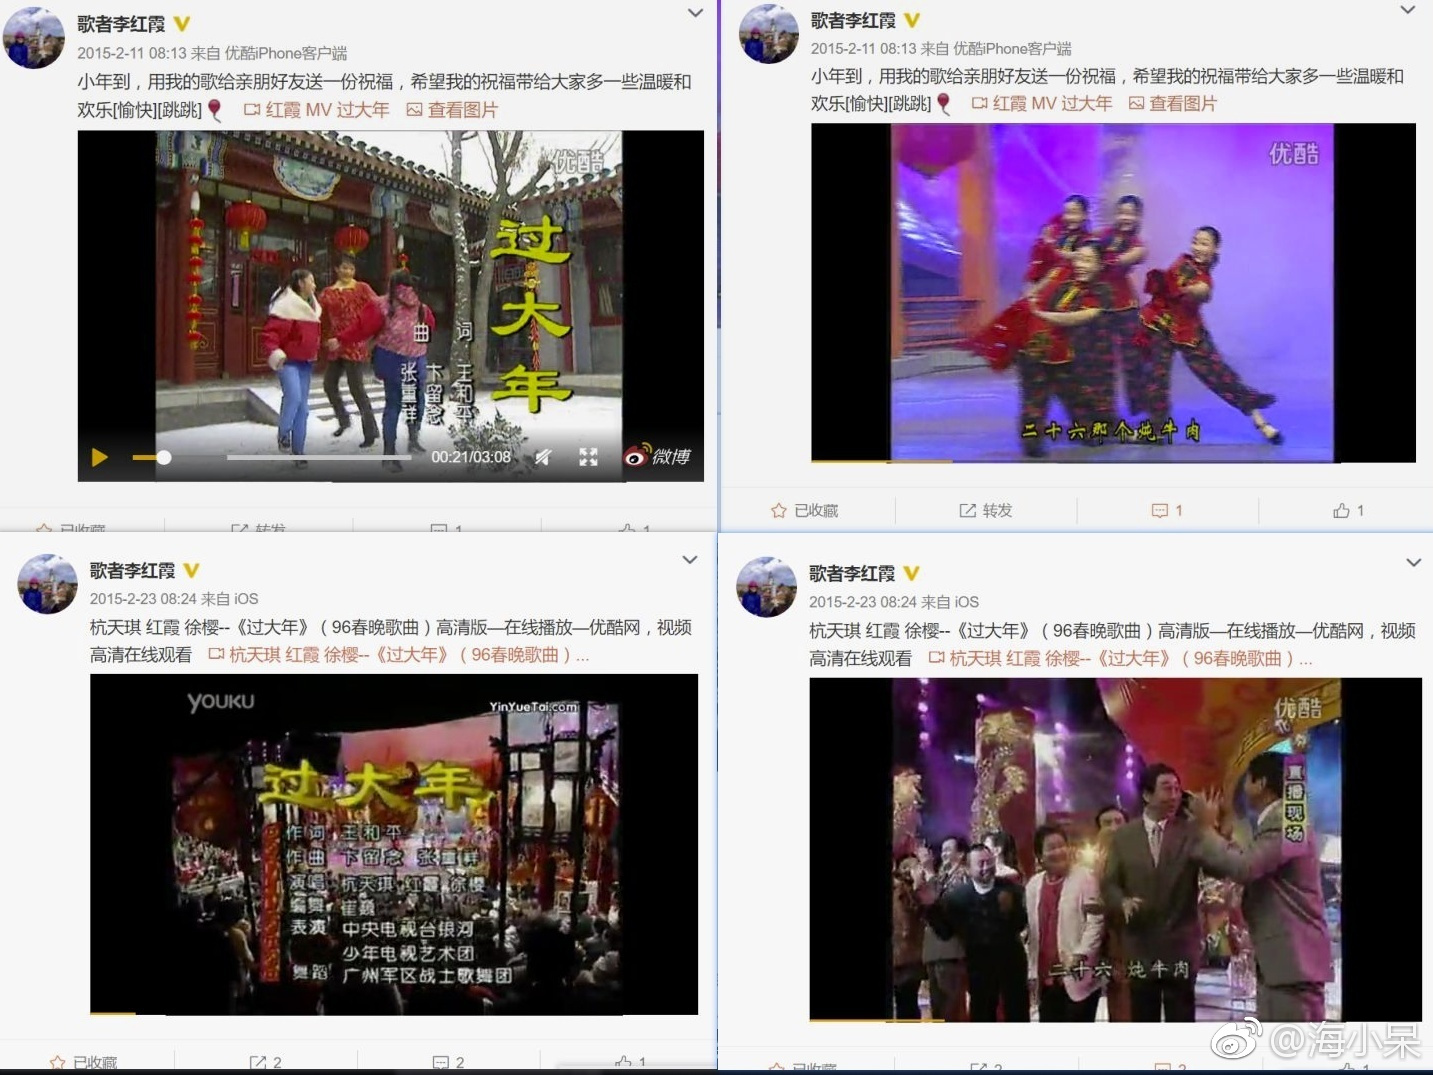 歌者李红霞
2015-2-11 08:13 来自 优酷iPhone客户端
小年到，用我的歌给亲朋好友送一份祝福，希望我的祝福带给大家多一些温暖和
欢乐[愉快][跳跳] 红霞 MV 过大年 查看图片
优酷
过大年
曲 词
张重祥 卞留念 王和平
00:21/03:08
微博
已收藏 转发 1 1
歌者李红霞
2015-2-11 08:13 来自 优酷iPhone客户端
小年到，用我的歌给亲朋好友送一份祝福，希望我的祝福带给大家多一些温暖和
欢乐[愉快][跳跳] 红霞 MV 过大年 查看图片
优酷
二十六那个炖牛肉
已收藏 转发 1 1
歌者李红霞
2015-2-23 08:24 来自 iOS
杭天琪 红霞 徐樱--《过大年》（96春晚歌曲）高清版—在线播放—优酷网，视频
高清在线观看 杭天琪 红霞 徐樱--《过大年》（96春晚歌曲）...
YOUKU
YinYueTai.com
过大年
作词 王和平
作曲 卞留念 张重祥
演唱 杭天琪 红霞 徐樱
编舞 崔巍
表演 中央电视台银河
少年电视艺术团
舞蹈 广州军区战士歌舞团
已收藏 2 2 1
歌者李红霞
2015-2-23 08:24 来自 iOS
杭天琪 红霞 徐樱--《过大年》（96春晚歌曲）高清版—在线播放—优酷网，视频
高清在线观看 杭天琪 红霞 徐樱--《过大年》（96春晚歌曲）...
优酷
直播现场
二十六 炖牛肉
已收藏 2 2 1
@海小呆